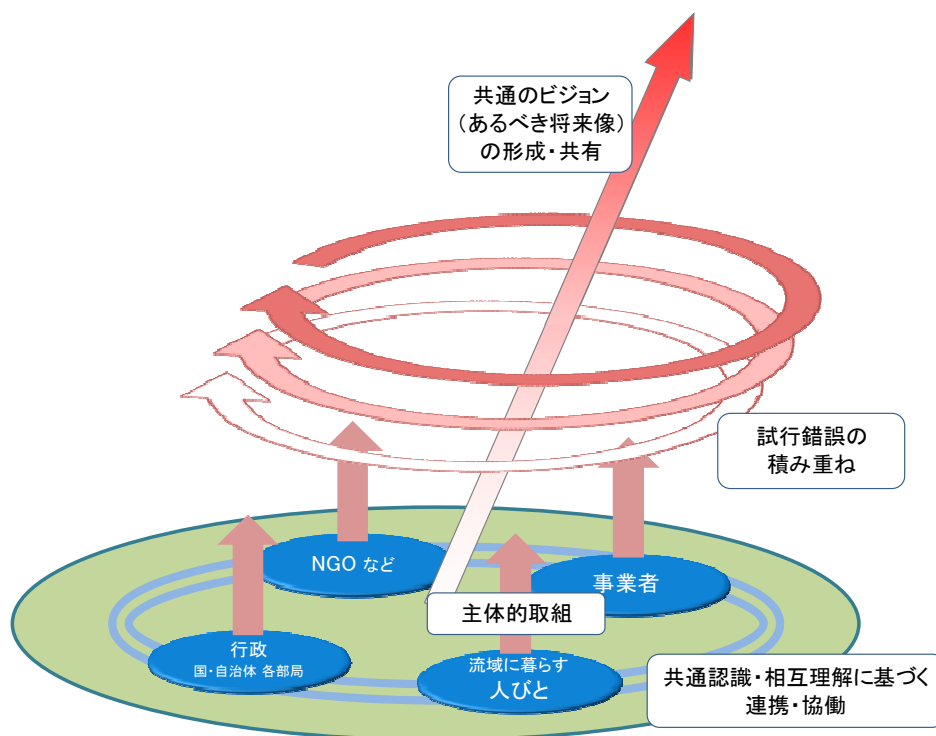 共通のビジョン
（あるべき将来像）
の形成・共有
試行錯誤の
積み重ね
NGO など
事業者
主体的取組
行政
国・自治体 各部局
流域に暮らす
人びと
共通認識・相互理解に基づく
連携・協働